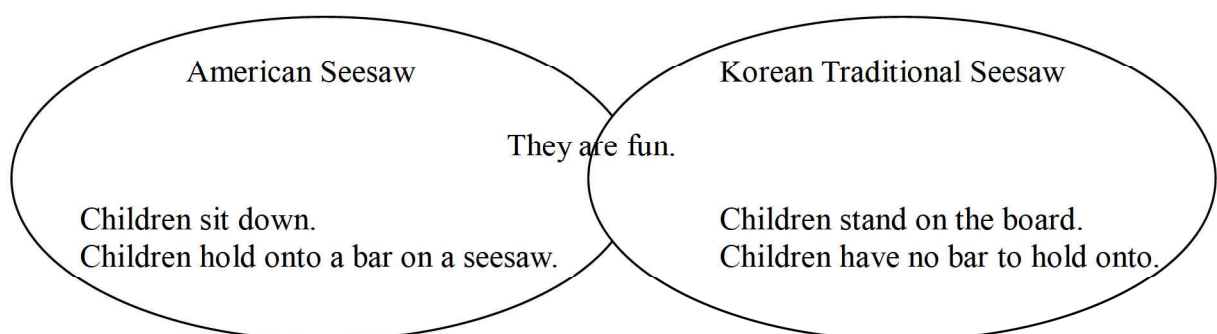 American Seesaw
Korean Traditional Seesaw
They are fun.
Children sit down.
Children hold onto a bar on a seesaw.
Children stand on the board.
Children have no bar to hold onto.